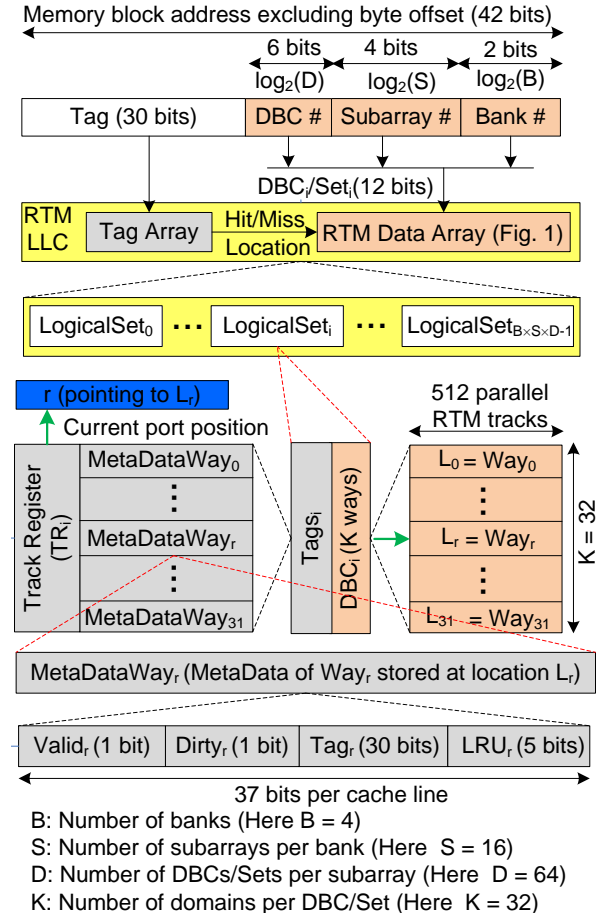 Memory block address excluding byte offset (42 bits)
6 bits 4 bits 2 bits
log₂(D) log₂(S) log₂(B)
Tag (30 bits) DBC # Subarray # Bank #
DBCᵢ/Setᵢ(12 bits)
RTM LLC
Tag Array
Hit/Miss Location
RTM Data Array (Fig. 1)
LogicalSet₀ ••• LogicalSetᵢ ••• LogicalSet_{B×S×D-1}
r (pointing to Lᵣ)
Current port position
512 parallel
RTM tracks
Track Register
(TRᵢ)
MetaDataWay₀
MetaDataWayᵣ
MetaDataWay₃₁
Tagsᵢ
DBCᵢ (K ways)
L₀ = Way₀
Lᵣ = Wayᵣ
L₃₁ = Way₃₁
K = 32
MetaDataWayᵣ (MetaData of Wayᵣ stored at location Lᵣ)
Validᵣ (1 bit) Dirtyᵣ (1 bit) Tagᵣ (30 bits) LRUᵣ (5 bits)
37 bits per cache line
B: Number of banks (Here B = 4)
S: Number of subarrays per bank (Here S = 16)
D: Number of DBCs/Sets per subarray (Here D = 64)
K: Number of domains per DBC/Set (Here K = 32)